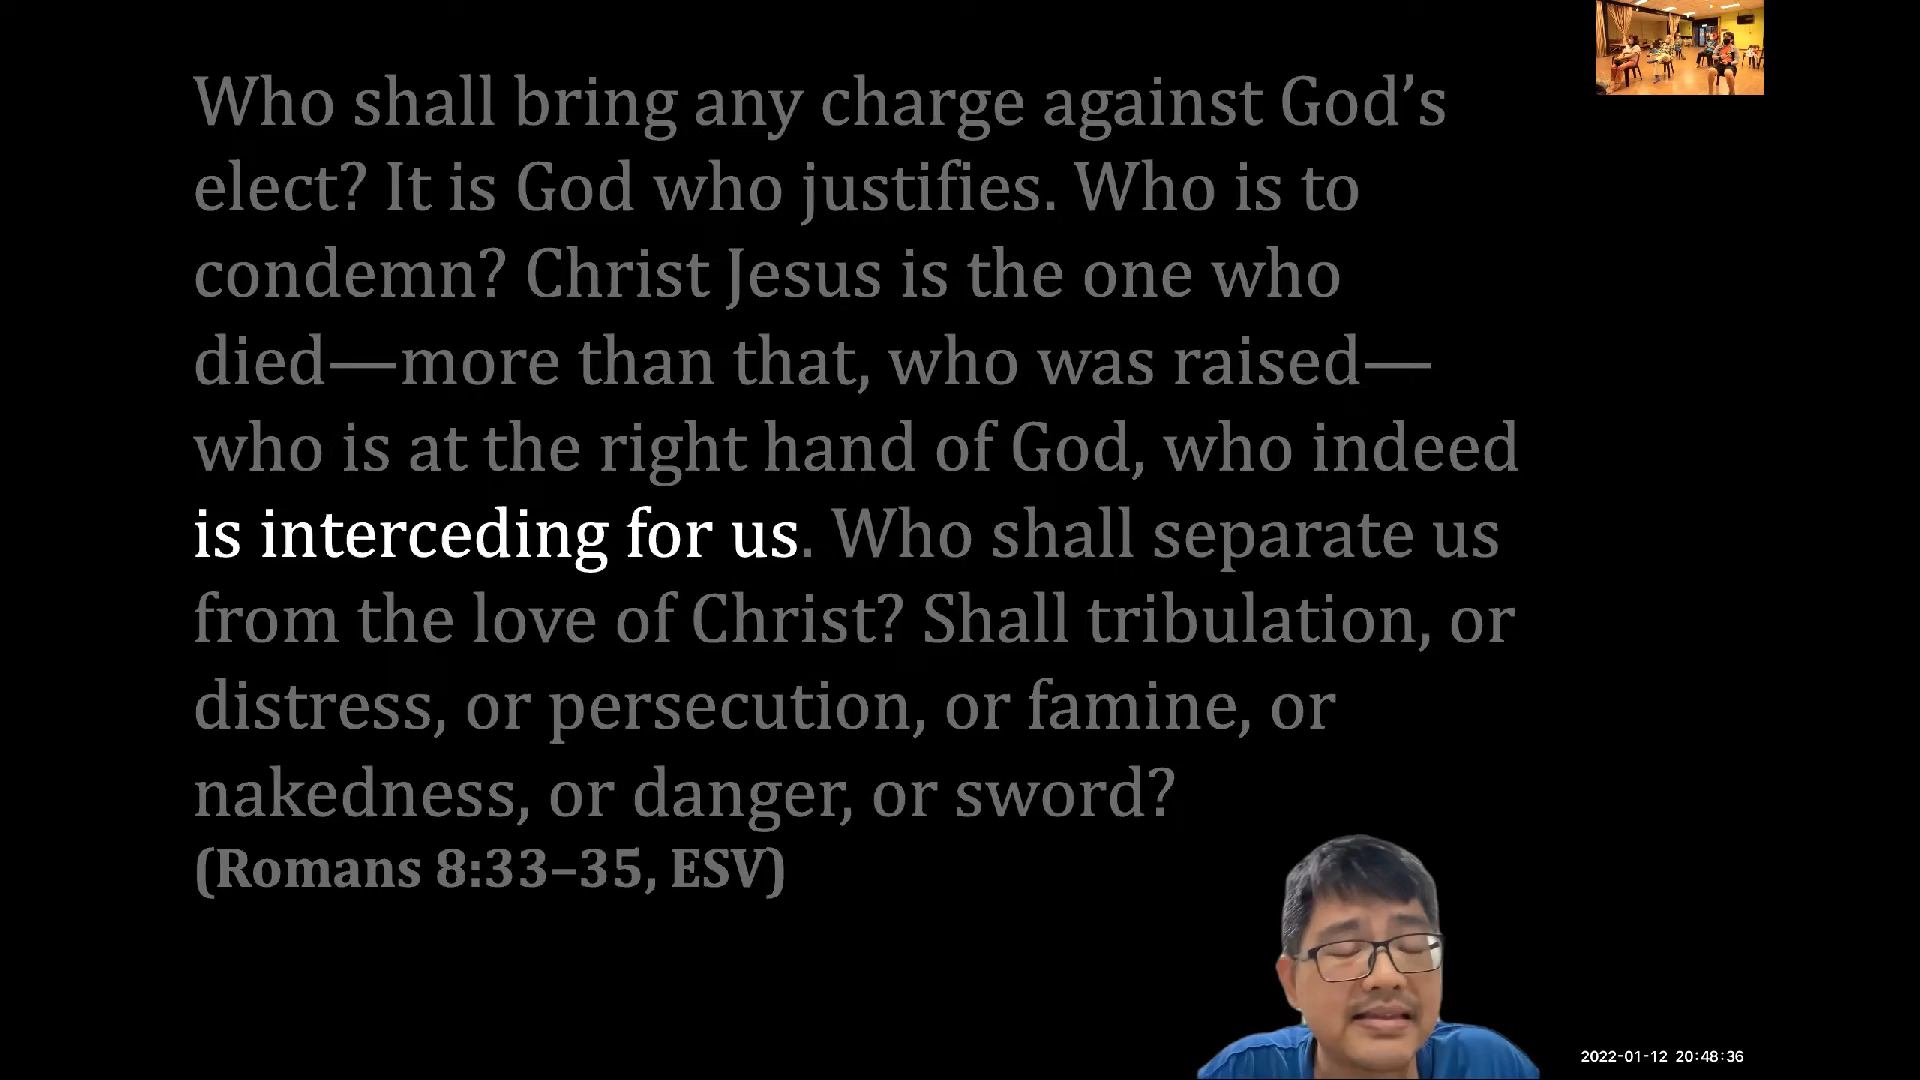 Who shall bring any charge against God’s
elect? It is God who justifies. Who is to
condemn? Christ Jesus is the one who
died—more than that, who was raised—
who is at the right hand of God, who indeed
is interceding for us. Who shall separate us
from the love of Christ? Shall tribulation, or
distress, or persecution, or famine, or
nakedness, or danger, or sword?
(Romans 8:33–35, ESV)
2022-01-12 20:48:36